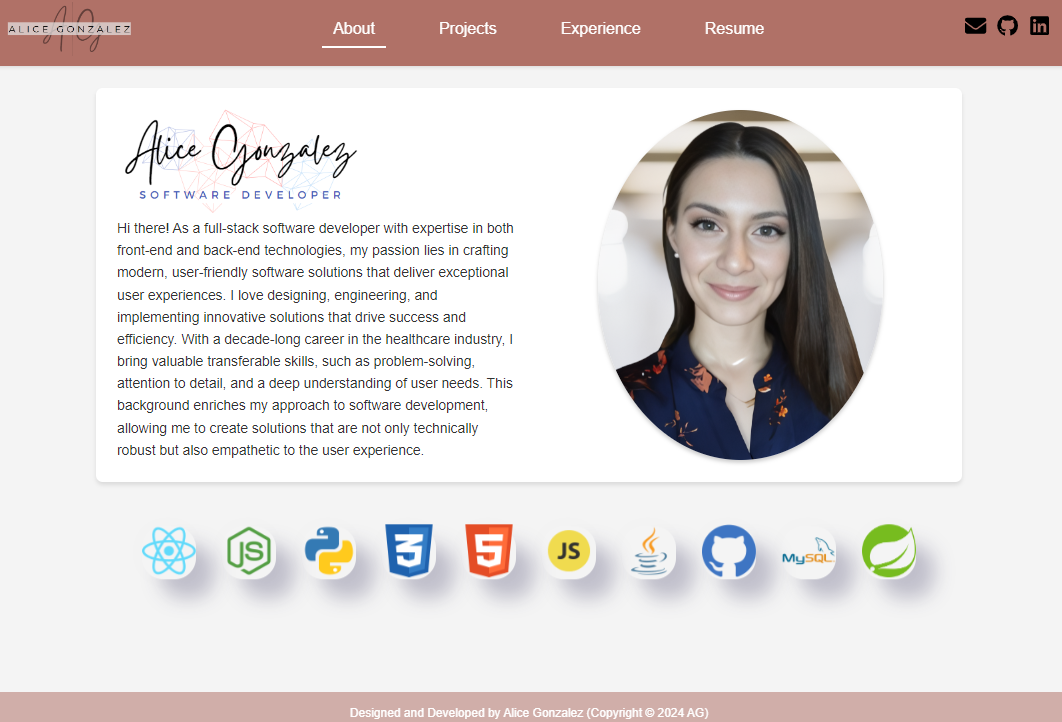 ALICE GONZALEZ
AG
About
Projects
Experience
Resume
in
Alice Gonzalez
SOFTWARE DEVELOPER
Hi there! As a full-stack software developer with expertise in both
front-end and back-end technologies, my passion lies in crafting
modern, user-friendly software solutions that deliver exceptional
user experiences. I love designing, engineering, and
implementing innovative solutions that drive success and
efficiency. With a decade-long career in the healthcare industry, I
bring valuable transferable skills, such as problem-solving,
attention to detail, and a deep understanding of user needs. This
background enriches my approach to software development,
allowing me to create solutions that are not only technically
robust but also empathetic to the user experience.
JS
3
5
JS
MySQL
Designed and Developed by Alice Gonzalez (Copyright © 2024 AG)